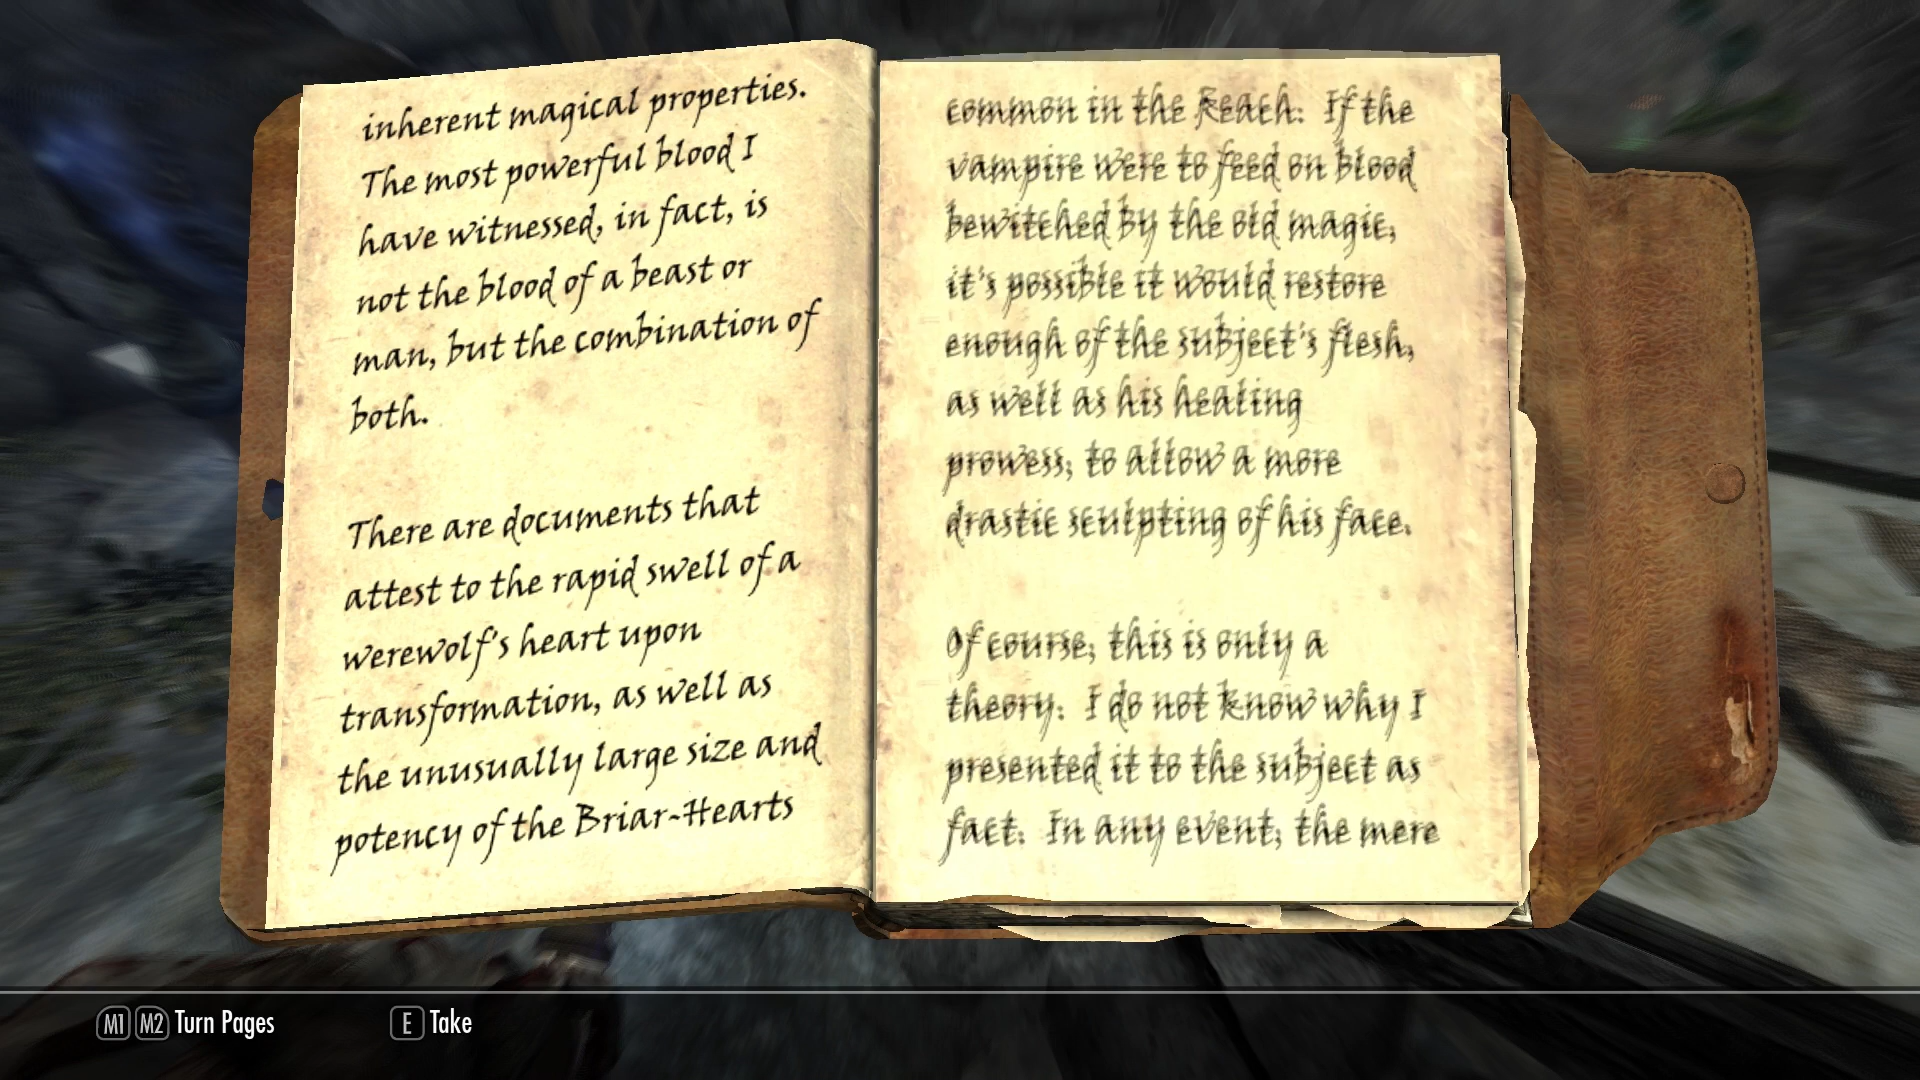 inherent magical properties.
The most powerful blood I
have witnessed, in fact, is
not the blood of a beast or
man, but the combination of
both.
There are documents that
attest to the rapid swell of a
werewolf's heart upon
transformation, as well as
the unusually large size and
potency of the Briar-Hearts
common in the Reach. If the
vampire were to feed on blood
bewitched by the old magic,
it's possible it would restore
enough of the subject's flesh,
as well as his healing
prowess, to allow a more
drastic sculpting of his face.
Of course, this is only a
theory. I do not know why I
presented it to the subject as
fact. In any event, the mere
M1 M2 Turn Pages
E Take